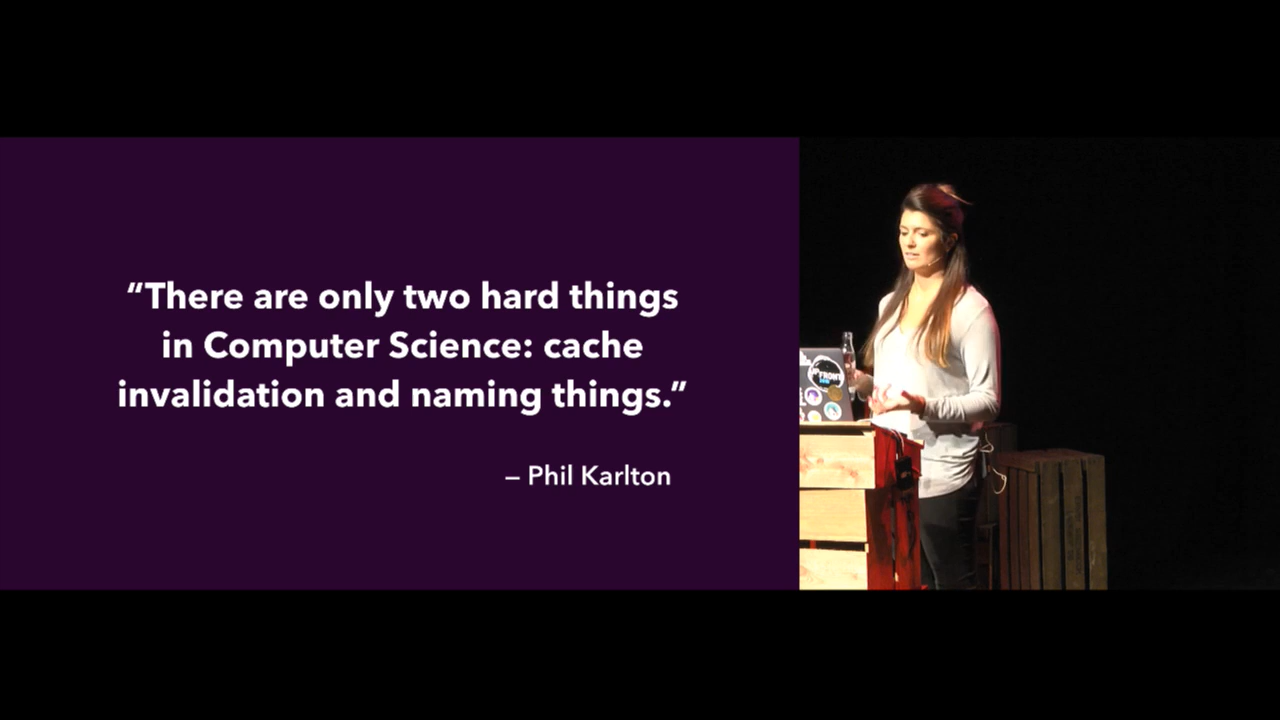 “There are only two hard things
in Computer Science: cache
invalidation and naming things.”
– Phil Karlton